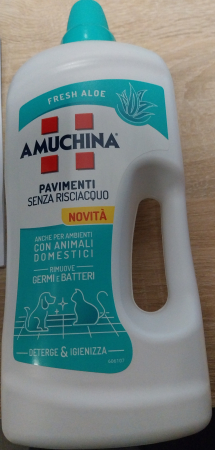 FRESH ALOE
AMUCHINA
PAVIMENTI
SENZA RISCIACQUO
NOVITÀ
ANCHE PER AMBIENTI
CON ANIMALI
DOMESTICI
RIMUOVE
GERMI E BATTERI
DETERGE & IGIENIZZA